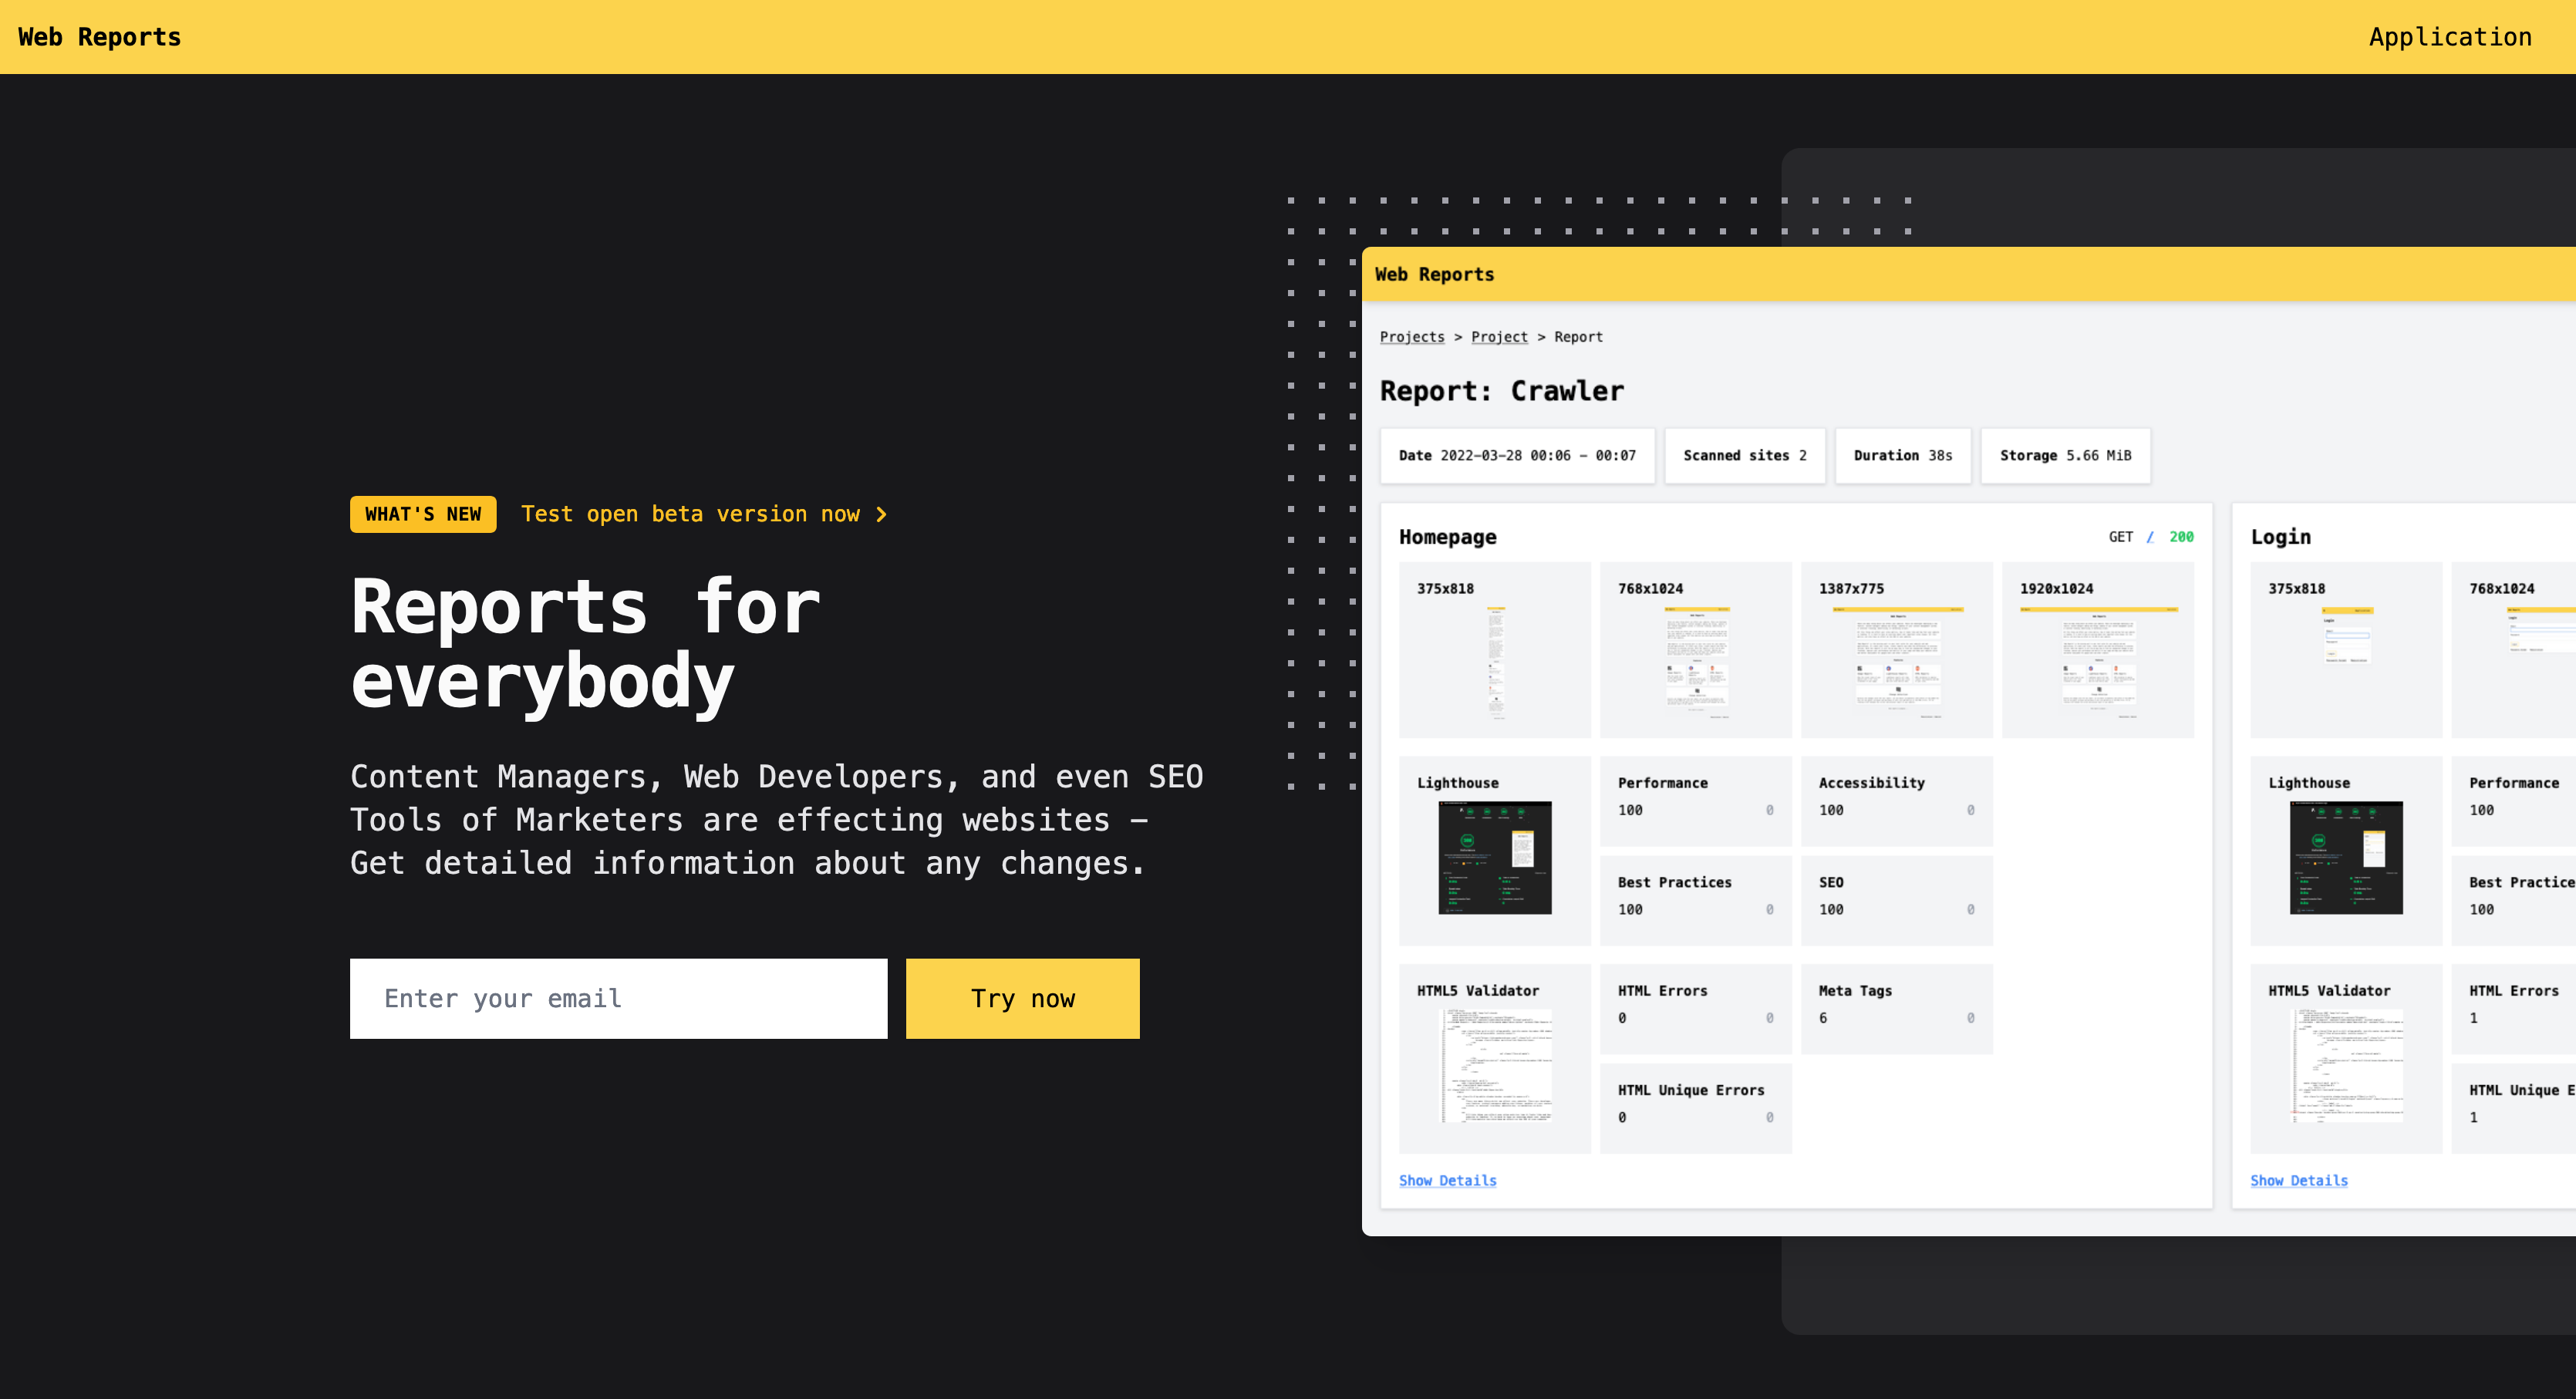 Web Reports
Application
WHAT'S NEW Test open beta version now
Reports for
everybody
Content Managers, Web Developers, and even SEO
Tools of Marketers are effecting websites —
Get detailed information about any changes.
Enter your email
Try now
Web Reports
Projects > Project > Report
Report: Crawler
Date 2022-03-28 00:06 - 00:07
Scanned sites 2
Duration 38s
Storage 5.66 MiB
Homepage
GET / 200
375x818
768x1024
1387x775
1920x1024
Lighthouse
Performance
100 0
Accessibility
100 0
Best Practices
100 0
SEO
100 0
HTML5 Validator
HTML Errors
0 0
Meta Tags
6 0
HTML Unique Errors
0 0
Show Details
Login
375x818
768x1024
Lighthouse
Performance
100
Best Practice
100
HTML5 Validator
HTML Errors
1
HTML Unique E
1
Show Details